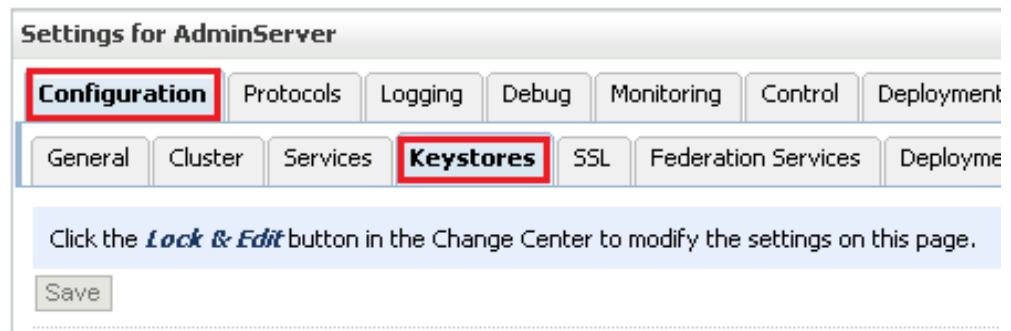 Settings for AdminServer
Configuration Protocols Logging Debug Monitoring Control Deployment
General Cluster Services Keystores SSL Federation Services Deployme
Click the Lock & Edit button in the Change Center to modify the settings on this page.
Save